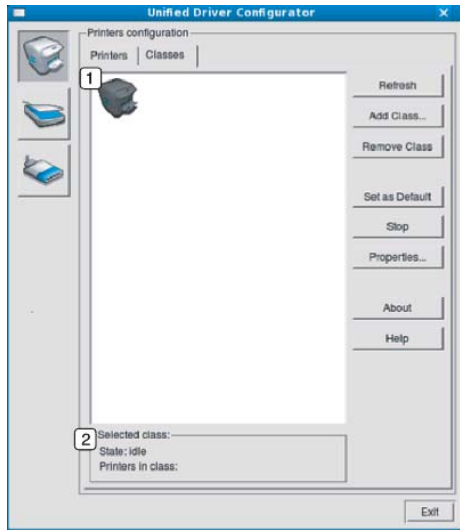 Unified Driver Configurator
Printers configuration
Printers Classes
1
Refresh
Add Class...
Remove Class
Set as Default
Stop
Properties...
About
Help
2
Selected class:
State: idle
Printers in class:
Exit